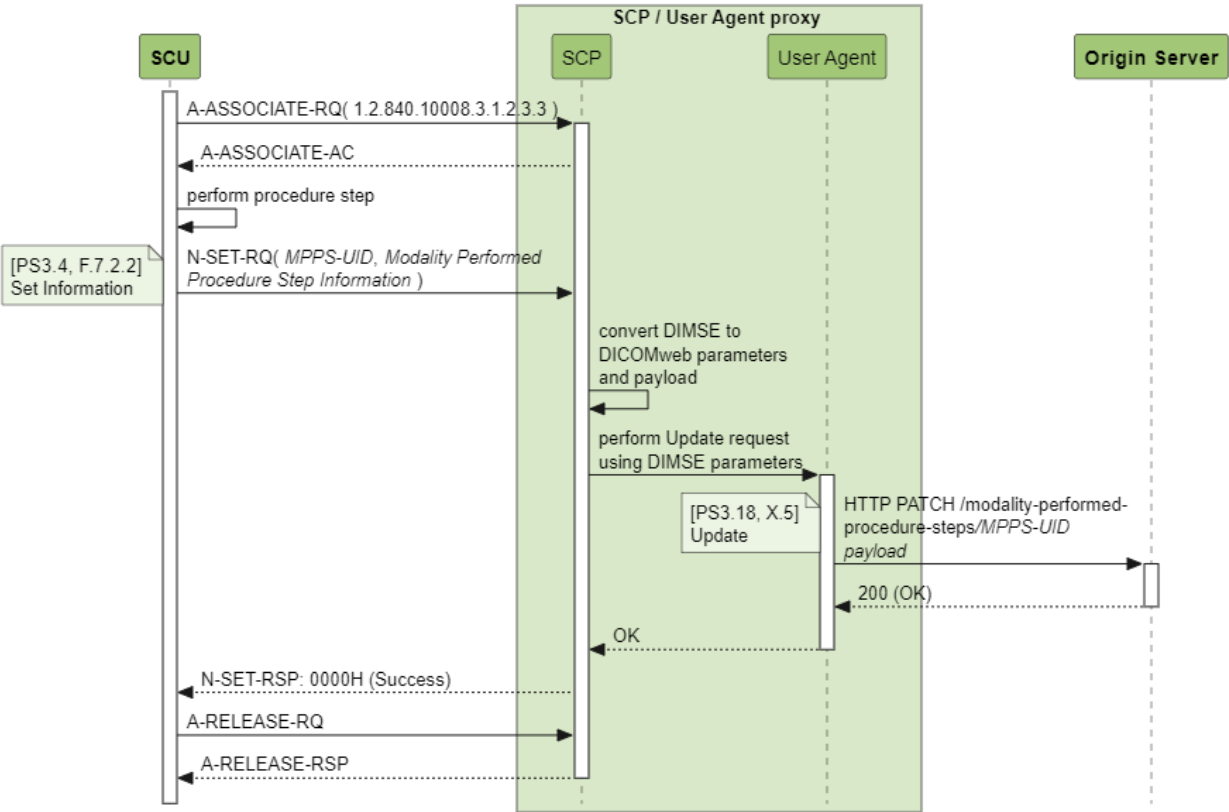 SCP / User Agent proxy
SCU
SCP
User Agent
Origin Server
A-ASSOCIATE-RQ( 1.2.840.10008.3.1.2.3.3 )
A-ASSOCIATE-AC
perform procedure step
[PS3.4, F.7.2.2]
Set Information
N-SET-RQ( MPPS-UID, Modality Performed
Procedure Step Information )
convert DIMSE to
DICOMweb parameters
and payload
perform Update request
using DIMSE parameters
[PS3.18, X.5]
Update
HTTP PATCH /modality-performed-
procedure-steps/MPPS-UID
payload
200 (OK)
OK
N-SET-RSP: 0000H (Success)
A-RELEASE-RQ
A-RELEASE-RSP